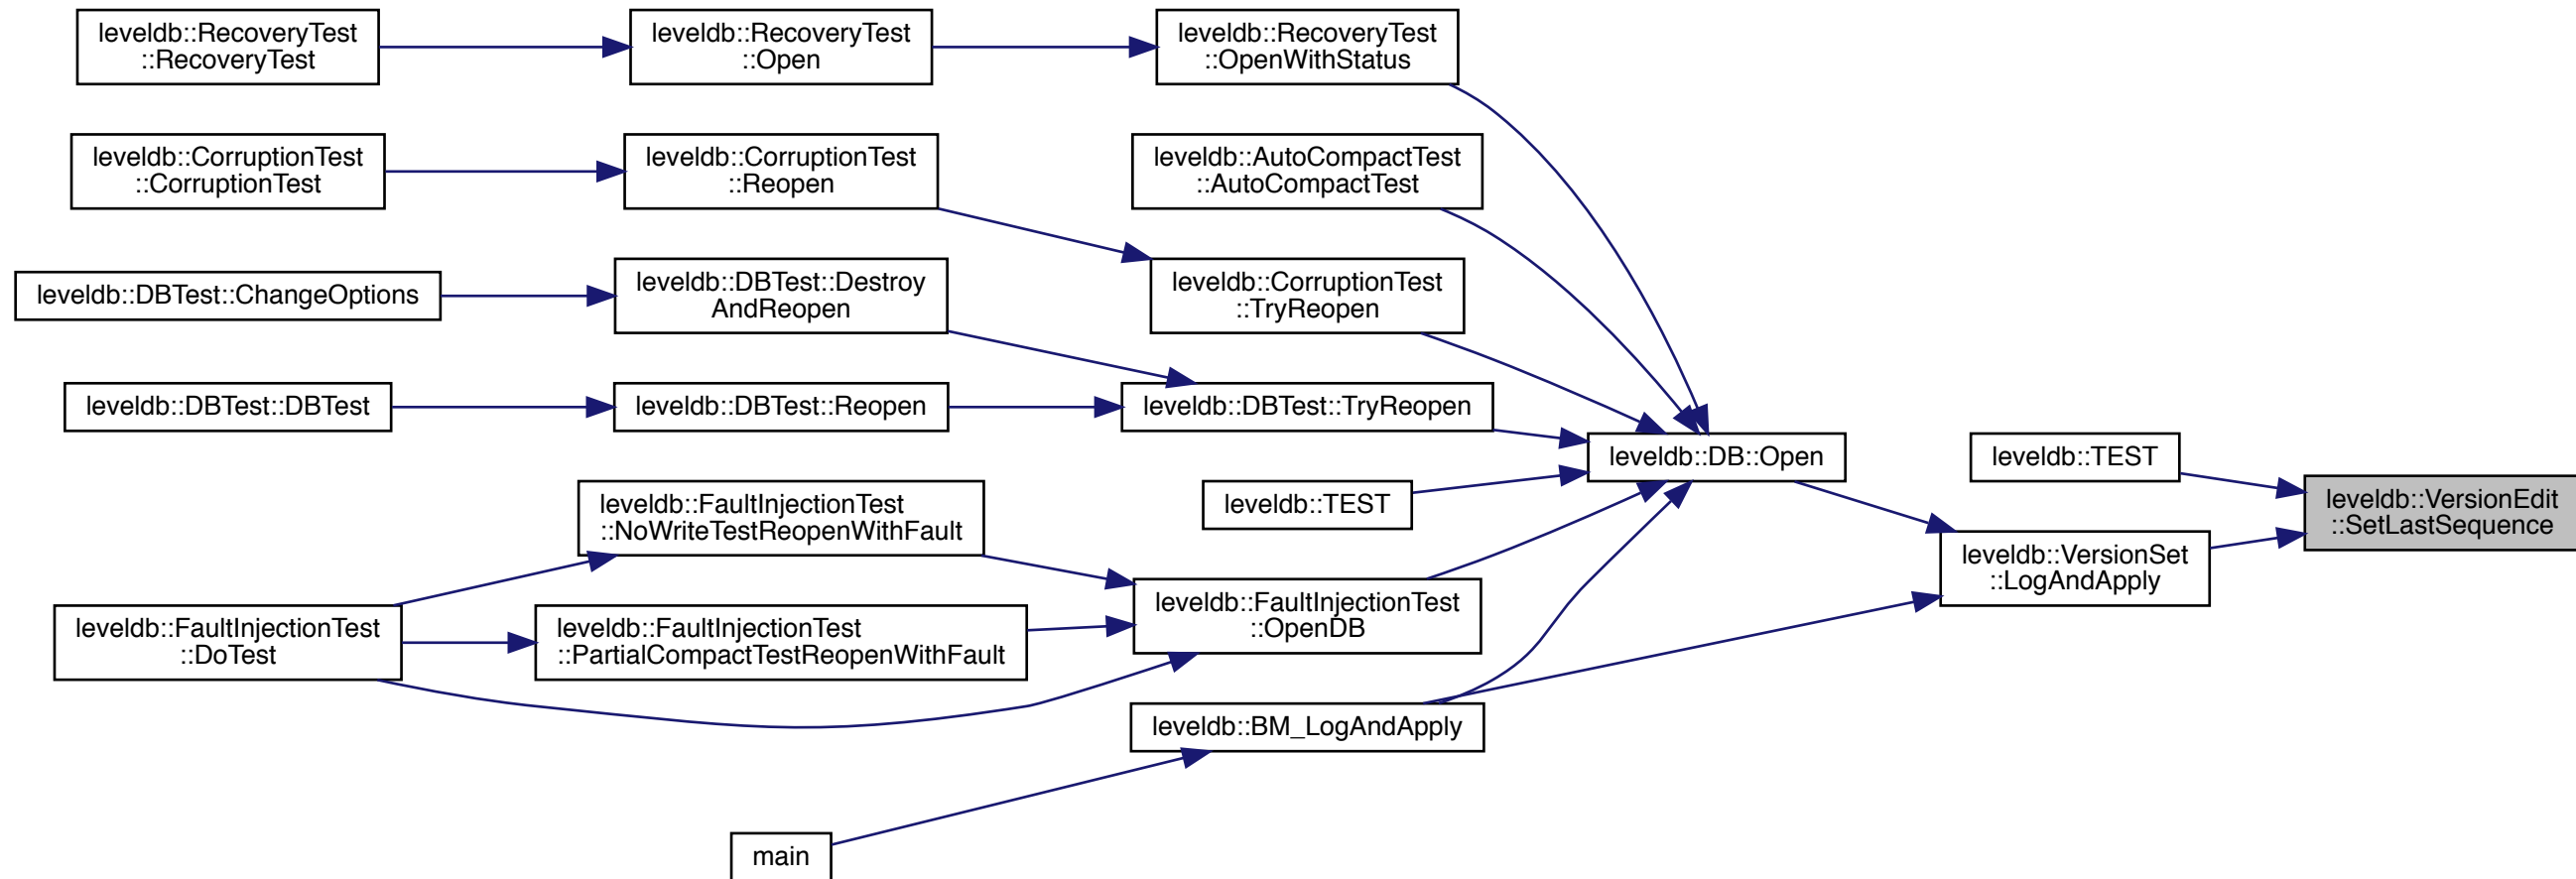 leveldb::RecoveryTest
::RecoveryTest
leveldb::RecoveryTest
::Open
leveldb::RecoveryTest
::OpenWithStatus
leveldb::CorruptionTest
::CorruptionTest
leveldb::CorruptionTest
::Reopen
leveldb::AutoCompactTest
::AutoCompactTest
leveldb::DBTest::ChangeOptions
leveldb::DBTest::Destroy
AndReopen
leveldb::CorruptionTest
::TryReopen
leveldb::DBTest::DBTest
leveldb::DBTest::Reopen
leveldb::DBTest::TryReopen
leveldb::DB::Open
leveldb::TEST
leveldb::VersionEdit
::SetLastSequence
leveldb::FaultInjectionTest
::NoWriteTestReopenWithFault
leveldb::TEST
leveldb::VersionSet
::LogAndApply
leveldb::FaultInjectionTest
::DoTest
leveldb::FaultInjectionTest
::PartialCompactTestReopenWithFault
leveldb::FaultInjectionTest
::OpenDB
leveldb::BM_LogAndApply
main